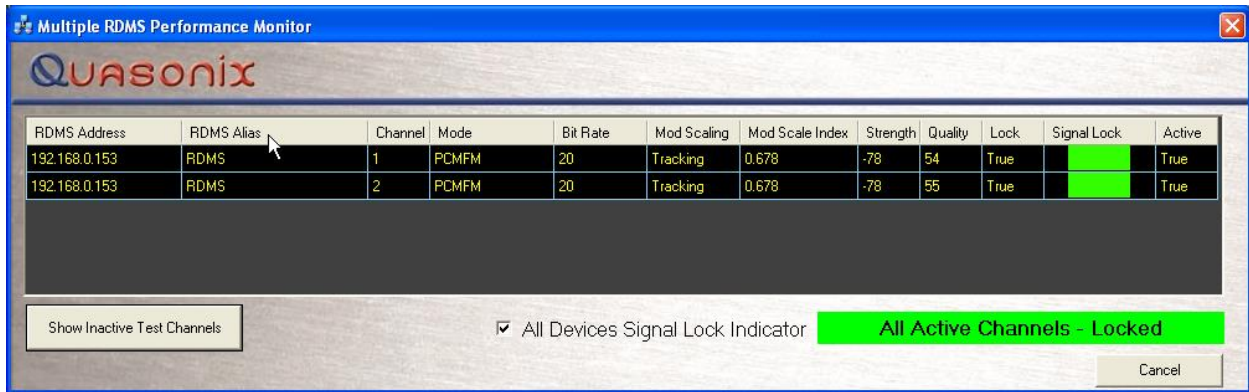 Multiple RDMS Performance Monitor
Quasonix
RDMS Address RDMS Alias Channel Mode Bit Rate Mod Scaling Mod Scale Index Strength Quality Lock Signal Lock Active
192.168.0.153 RDMS 1 PCMFM 20 Tracking 0.678 -78 54 True True
192.168.0.153 RDMS 2 PCMFM 20 Tracking 0.678 -78 55 True True
Show Inactive Test Channels All Devices Signal Lock Indicator All Active Channels - Locked
Cancel